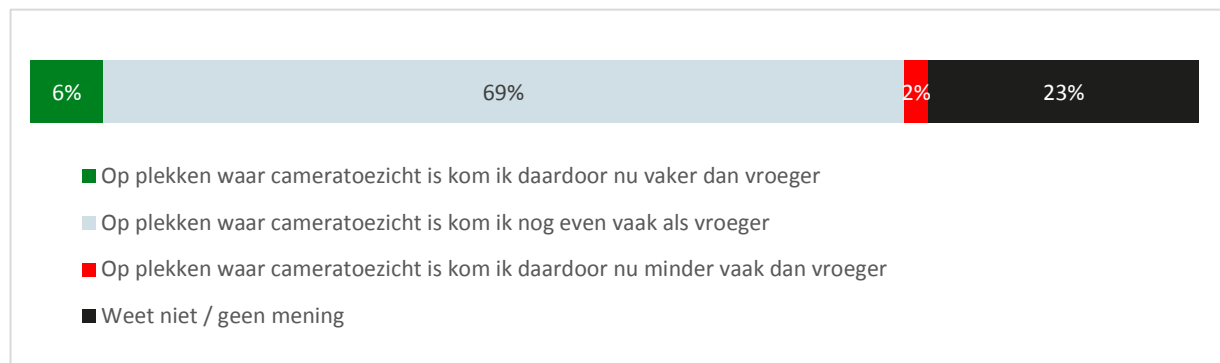 6% 69% 2% 23%
Op plekken waar cameratoezicht is kom ik daardoor nu vaker dan vroeger
Op plekken waar cameratoezicht is kom ik nog even vaak als vroeger
Op plekken waar cameratoezicht is kom ik daardoor nu minder vaak dan vroeger
Weet niet / geen mening